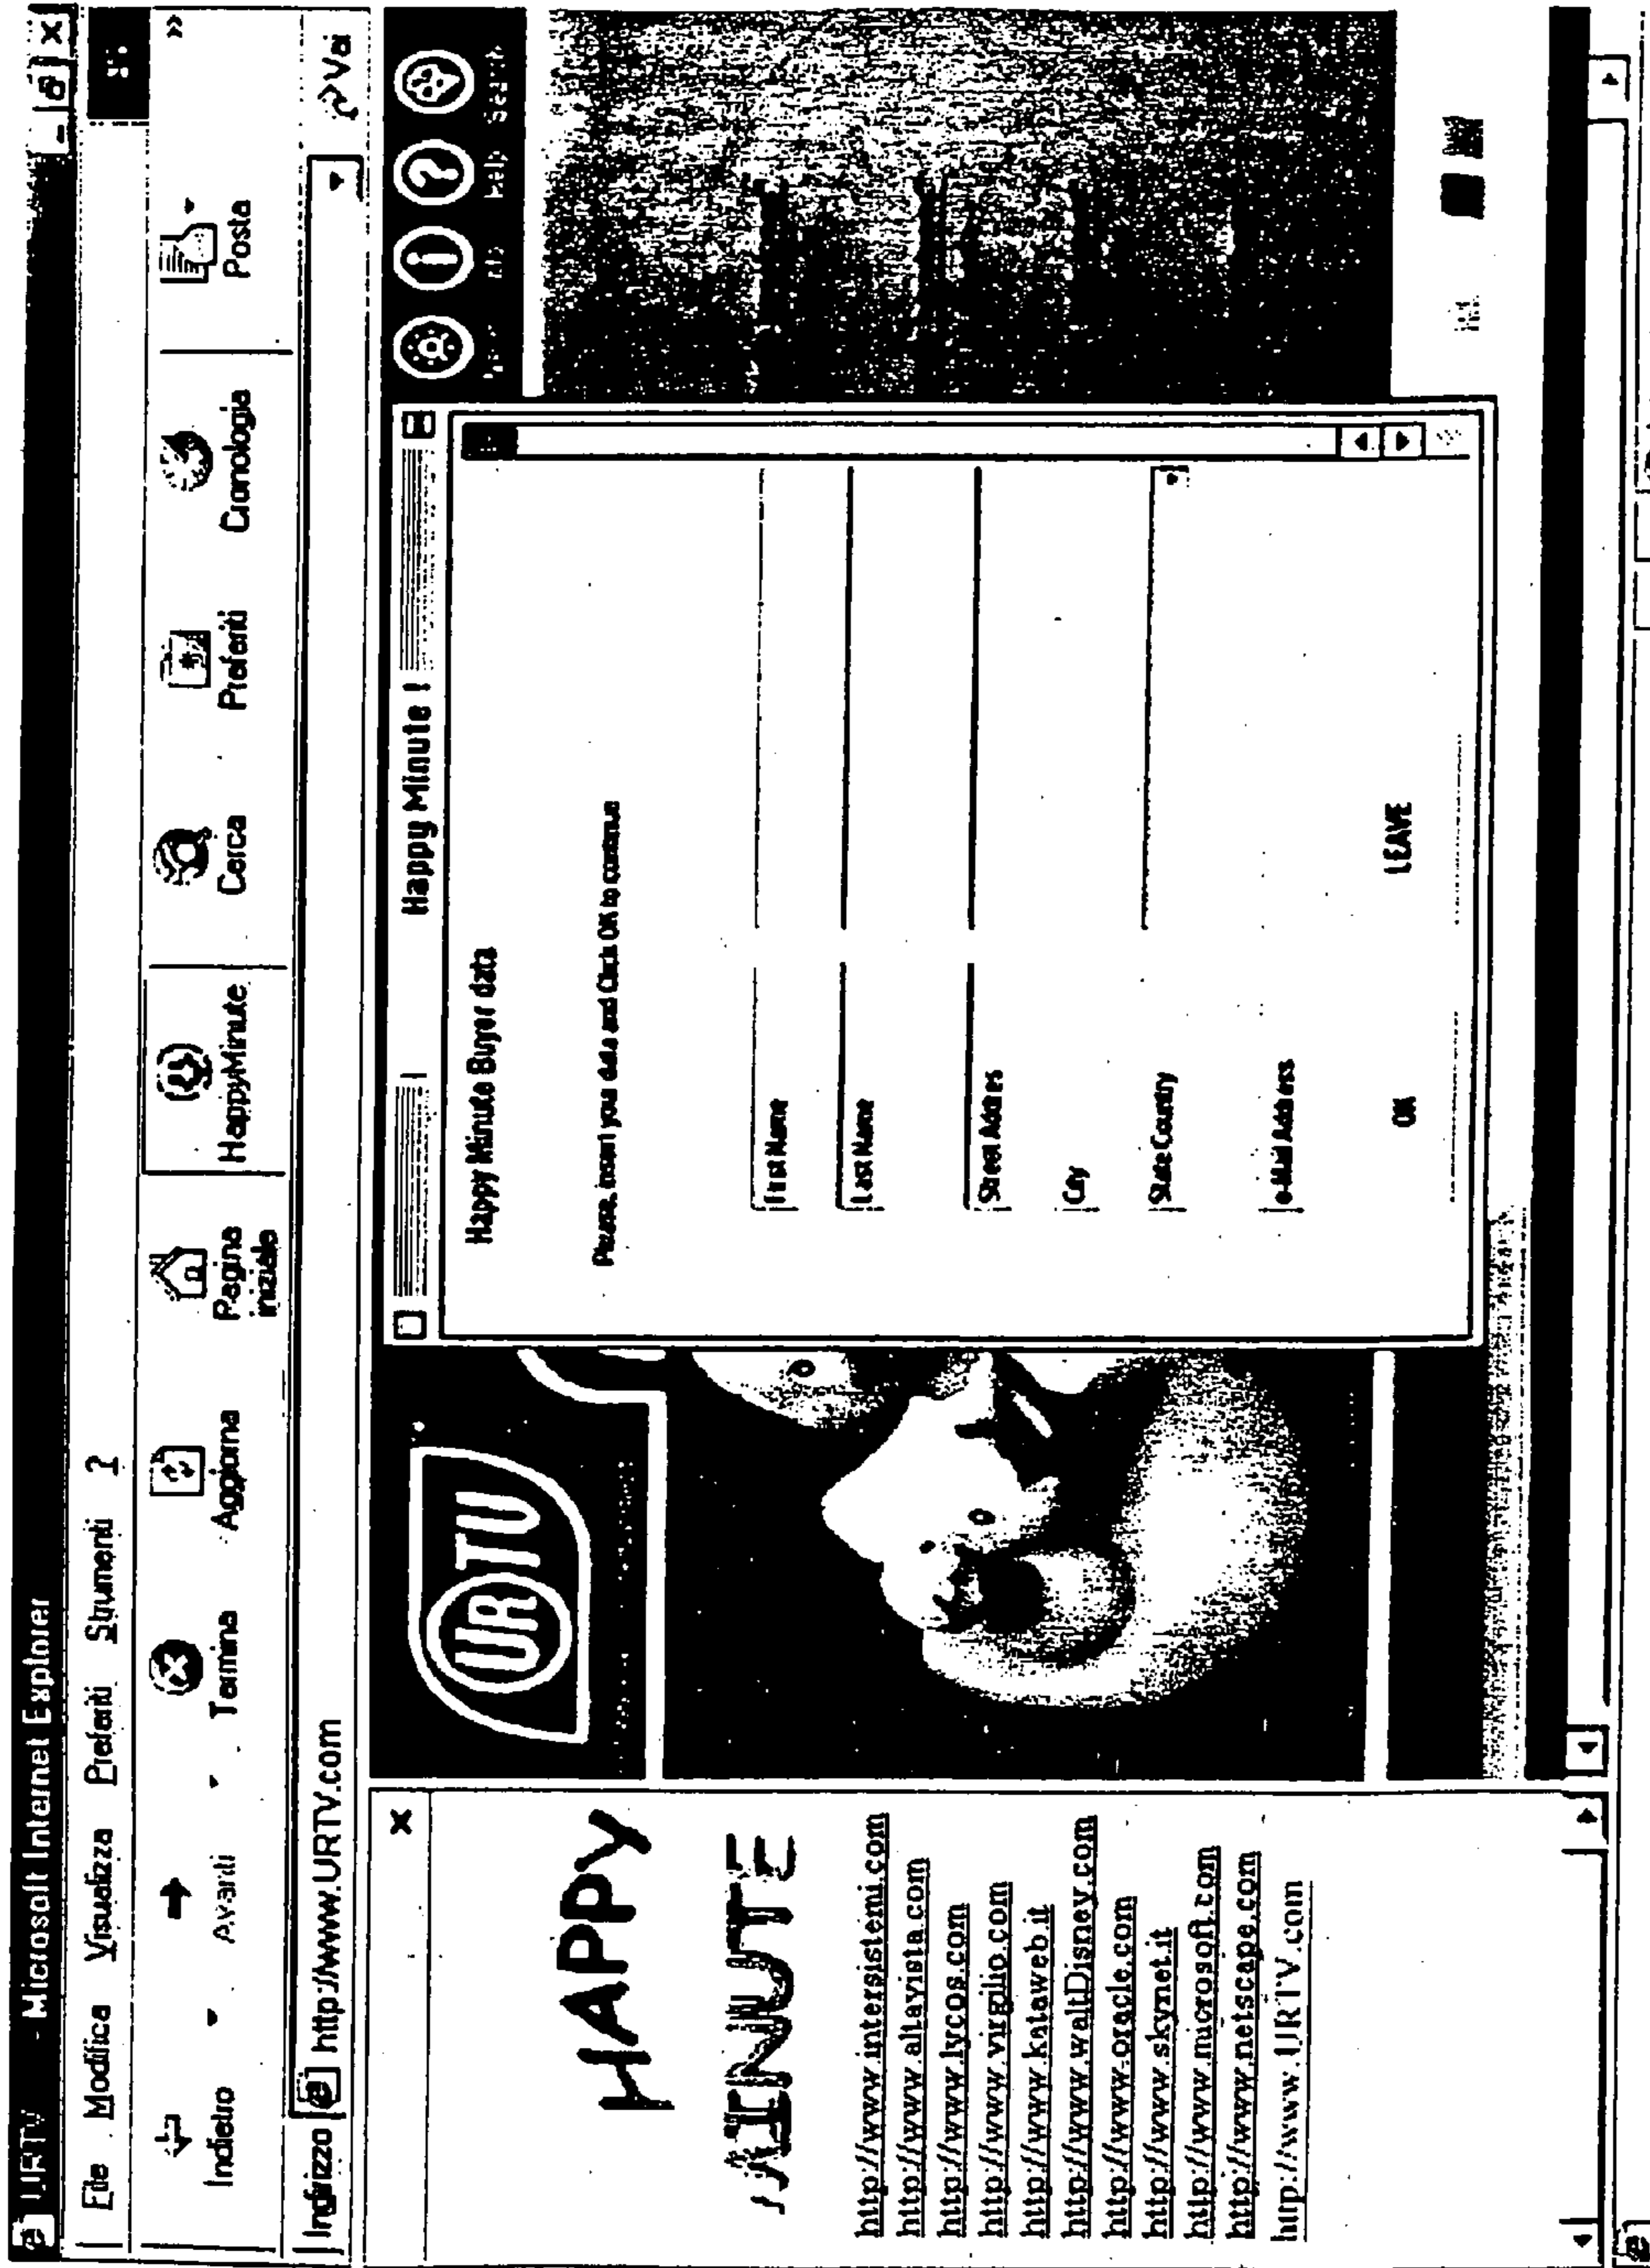 URTV - Microsoft Internet Explorer
File Modifica Visualizza Preferiti Strumenti ?
Indietro Avanti Termina Aggiorna Pagina iniziale HappyMinute Cerca Preferiti Cronologia Posta »
Indirizzo http://www.URTV.com Vai
HAPPY
MINUTE
http://www.intersistemi.com
http://www.altavista.com
http://www.lycos.com
http://www.virgilio.com
http://www.kataweb.it
http://www.waltDisney.com
http://www.oracle.com
http://www.skynet.it
http://www.microsoft.com
http://www.netscape.com
http://www.URTV.com
URTV
Help Search
Happy Minute !
Happy Minute Buyer data
Please, insert you data and Click OK to continue
First Name
Last Name
Street Addres
City
State Country
e-Mail Address
OK LEAVE